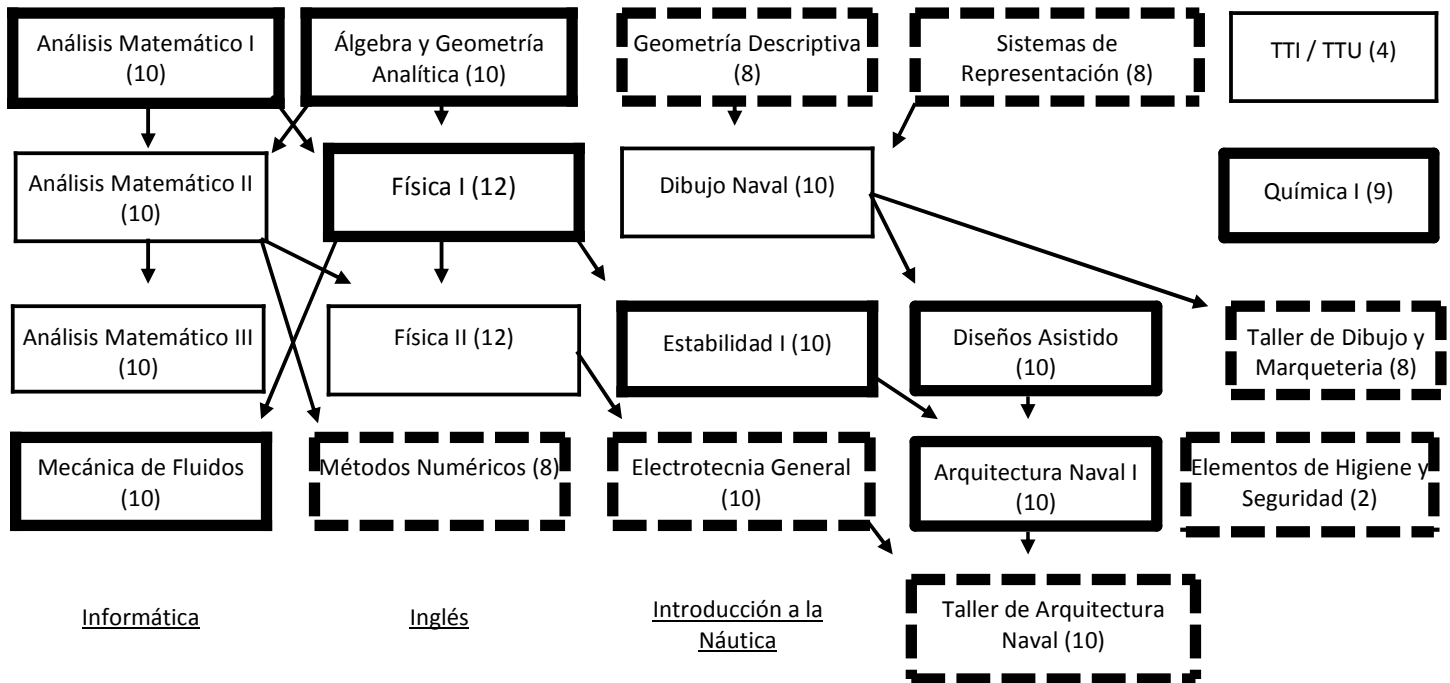 Análisis Matemático I
(10)
Álgebra y Geometría
Analítica (10)
Geometría Descriptiva
(8)
Sistemas de
Representación (8)
TTI / TTU (4)
Análisis Matemático II
(10)
Física I (12)
Dibujo Naval (10)
Química I (9)
Análisis Matemático III
(10)
Física II (12)
Estabilidad I (10)
Diseños Asistido
(10)
Taller de Dibujo y
Marqueteria (8)
Mecánica de Fluidos
(10)
Métodos Numéricos (8)
Electrotecnia General
(10)
Arquitectura Naval I
(10)
Elementos de Higiene y
Seguridad (2)
Informática
Inglés
Introducción a la
Náutica
Taller de Arquitectura
Naval (10)